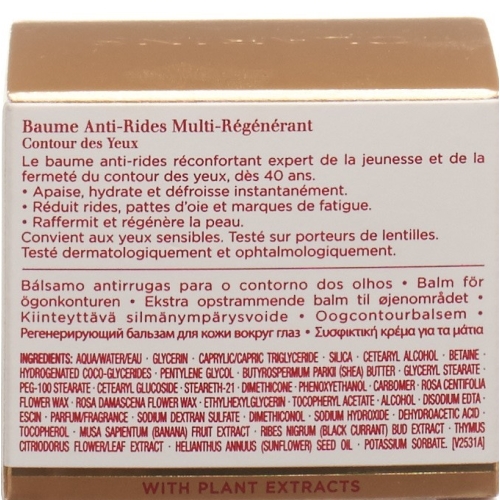 Baume Anti-Rides Multi-Régénérant
Contour des Yeux
Le baume anti-rides réconfortant expert de la jeunesse et de la
fermeté du contour des yeux, dès 40 ans.
• Apaise, hydrate et défroisse instantanément.
• Réduit rides, pattes d'oie et marques de fatigue.
• Raffermit et régénère la peau.
Convient aux yeux sensibles. Testé sur porteurs de lentilles.
Testé dermatologiquement et ophtalmologiquement.
Bálsamo antirrugas para o contorno dos olhos • Balm för
ögonkonturen • Ekstra opstrammende balm til øjenområdet •
Kiinteyttävä silmänympärysvoide • Oogcontourbalsem •
Регенерирующий бальзам для кожи вокруг глаз • Συσφικτική κρέμα για τα μάτια
INGREDIENTS: AQUA/WATER/EAU · GLYCERIN · CAPRYLIC/CAPRIC TRIGLYCERIDE · SILICA · CETEARYL ALCOHOL · BETAINE ·
HYDROGENATED COCO-GLYCERIDES · PENTYLENE GLYCOL · BUTYROSPERMUM PARKII (SHEA) BUTTER · GLYCERYL STEARATE ·
PEG-100 STEARATE · CETEARYL GLUCOSIDE · STEARETH-21 · DIMETHICONE · PHENOXYETHANOL · CARBOMER · ROSA CENTIFOLIA
FLOWER WAX · ROSA DAMASCENA FLOWER WAX · ETHYLHEXYLGLYCERIN · TOCOPHERYL ACETATE · ALCOHOL · DISODIUM EDTA ·
ESCIN · PARFUM/FRAGRANCE · SODIUM DEXTRAN SULFATE · DIMETHICONOL · SODIUM HYDROXIDE · DEHYDROACETIC ACID ·
TOCOPHEROL · MUSA SAPIENTUM (BANANA) FRUIT EXTRACT · RIBES NIGRUM (BLACK CURRANT) BUD EXTRACT · THYMUS
CITRIODORUS FLOWER/LEAF EXTRACT · HELIANTHUS ANNUUS (SUNFLOWER) SEED OIL · POTASSIUM SORBATE. [V2531A]
WITH PLANT EXTRACTS